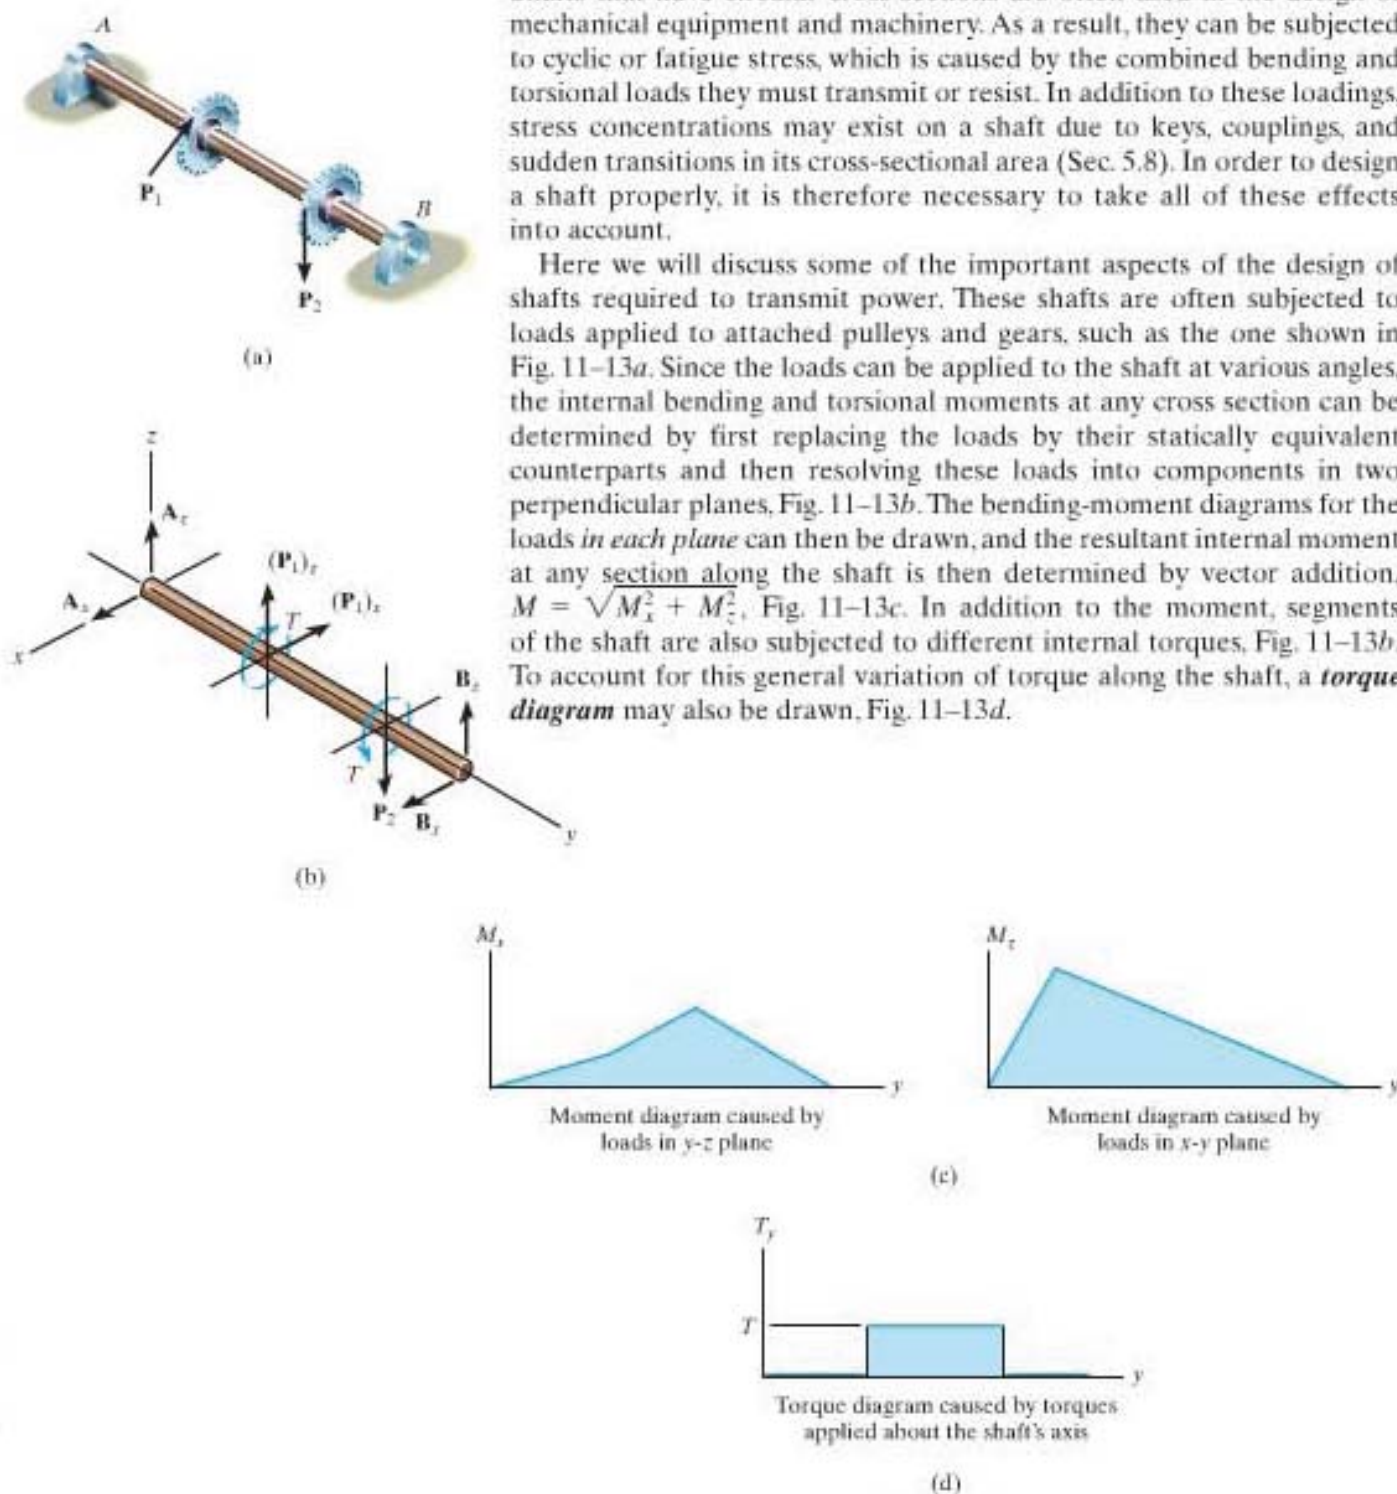 mechanical equipment and machinery. As a result, they can be subjected
to cyclic or fatigue stress, which is caused by the combined bending and
torsional loads they must transmit or resist. In addition to these loadings,
stress concentrations may exist on a shaft due to keys, couplings, and
sudden transitions in its cross-sectional area (Sec. 5.8). In order to design
a shaft properly, it is therefore necessary to take all of these effects
into account.
Here we will discuss some of the important aspects of the design of
shafts required to transmit power. These shafts are often subjected to
loads applied to attached pulleys and gears, such as the one shown in
Fig. 11–13a. Since the loads can be applied to the shaft at various angles,
the internal bending and torsional moments at any cross section can be
determined by first replacing the loads by their statically equivalent
counterparts and then resolving these loads into components in two
perpendicular planes, Fig. 11–13b. The bending-moment diagrams for the
loads in each plane can then be drawn, and the resultant internal moment
at any section along the shaft is then determined by vector addition,
M = √M²ₓ + M²z, Fig. 11–13c. In addition to the moment, segments
of the shaft are also subjected to different internal torques, Fig. 11–13b.
To account for this general variation of torque along the shaft, a torque
diagram may also be drawn, Fig. 11–13d.
A
P₁
B
P₂
(a)
z
Az
(P₁)z
(P₁)ₓ
Aₓ
T
x
Bz
T
P₂
Bₓ
y
(b)
Mₓ
y
Moment diagram caused by
loads in y-z plane
Mz
y
Moment diagram caused by
loads in x-y plane
(c)
Ty
T
y
Torque diagram caused by torques
applied about the shaft's axis
(d)